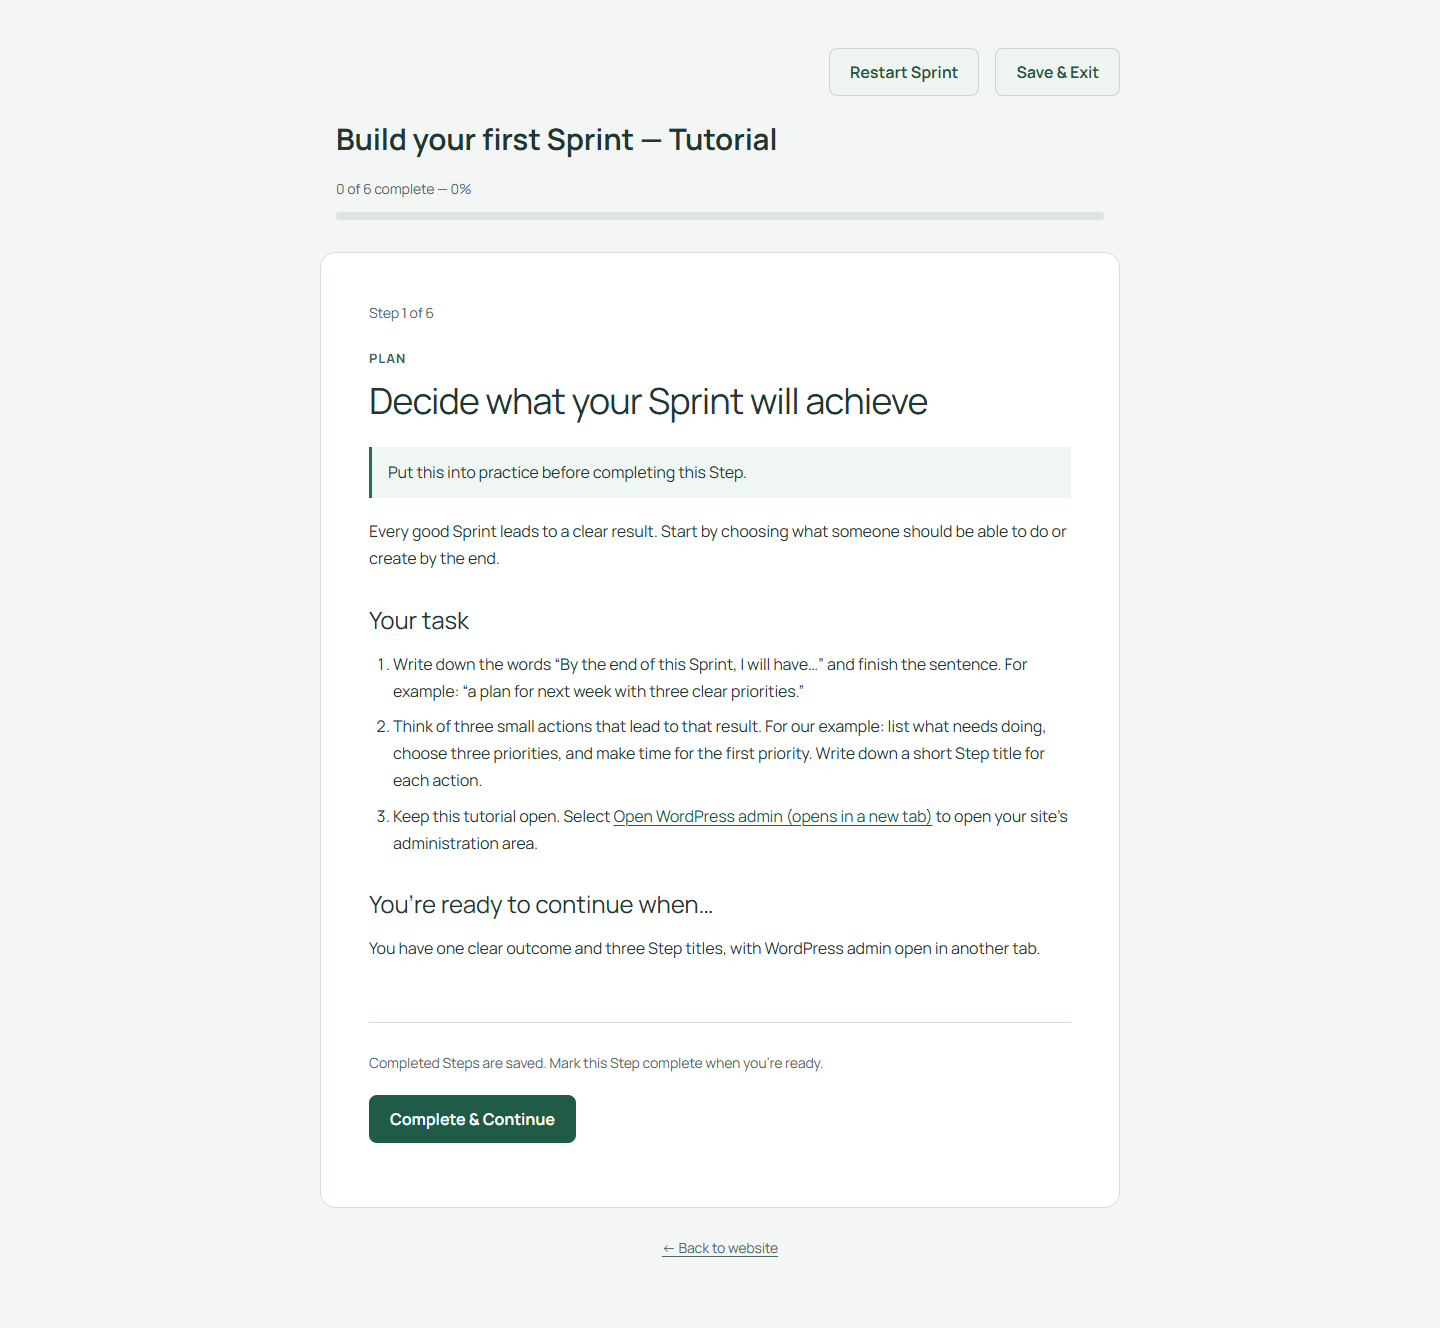 Restart Sprint
Save & Exit
Build your first Sprint — Tutorial
0 of 6 complete — 0%
Step 1 of 6
PLAN
Decide what your Sprint will achieve
Put this into practice before completing this Step.
Every good Sprint leads to a clear result. Start by choosing what someone should be able to do or
create by the end.
Your task
1. Write down the words “By the end of this Sprint, I will have…” and finish the sentence. For
example: “a plan for next week with three clear priorities.”
2. Think of three small actions that lead to that result. For our example: list what needs doing,
choose three priorities, and make time for the first priority. Write down a short Step title for
each action.
3. Keep this tutorial open. Select Open WordPress admin (opens in a new tab) to open your site’s
administration area.
You’re ready to continue when…
You have one clear outcome and three Step titles, with WordPress admin open in another tab.
Completed Steps are saved. Mark this Step complete when you’re ready.
Complete & Continue
← Back to website